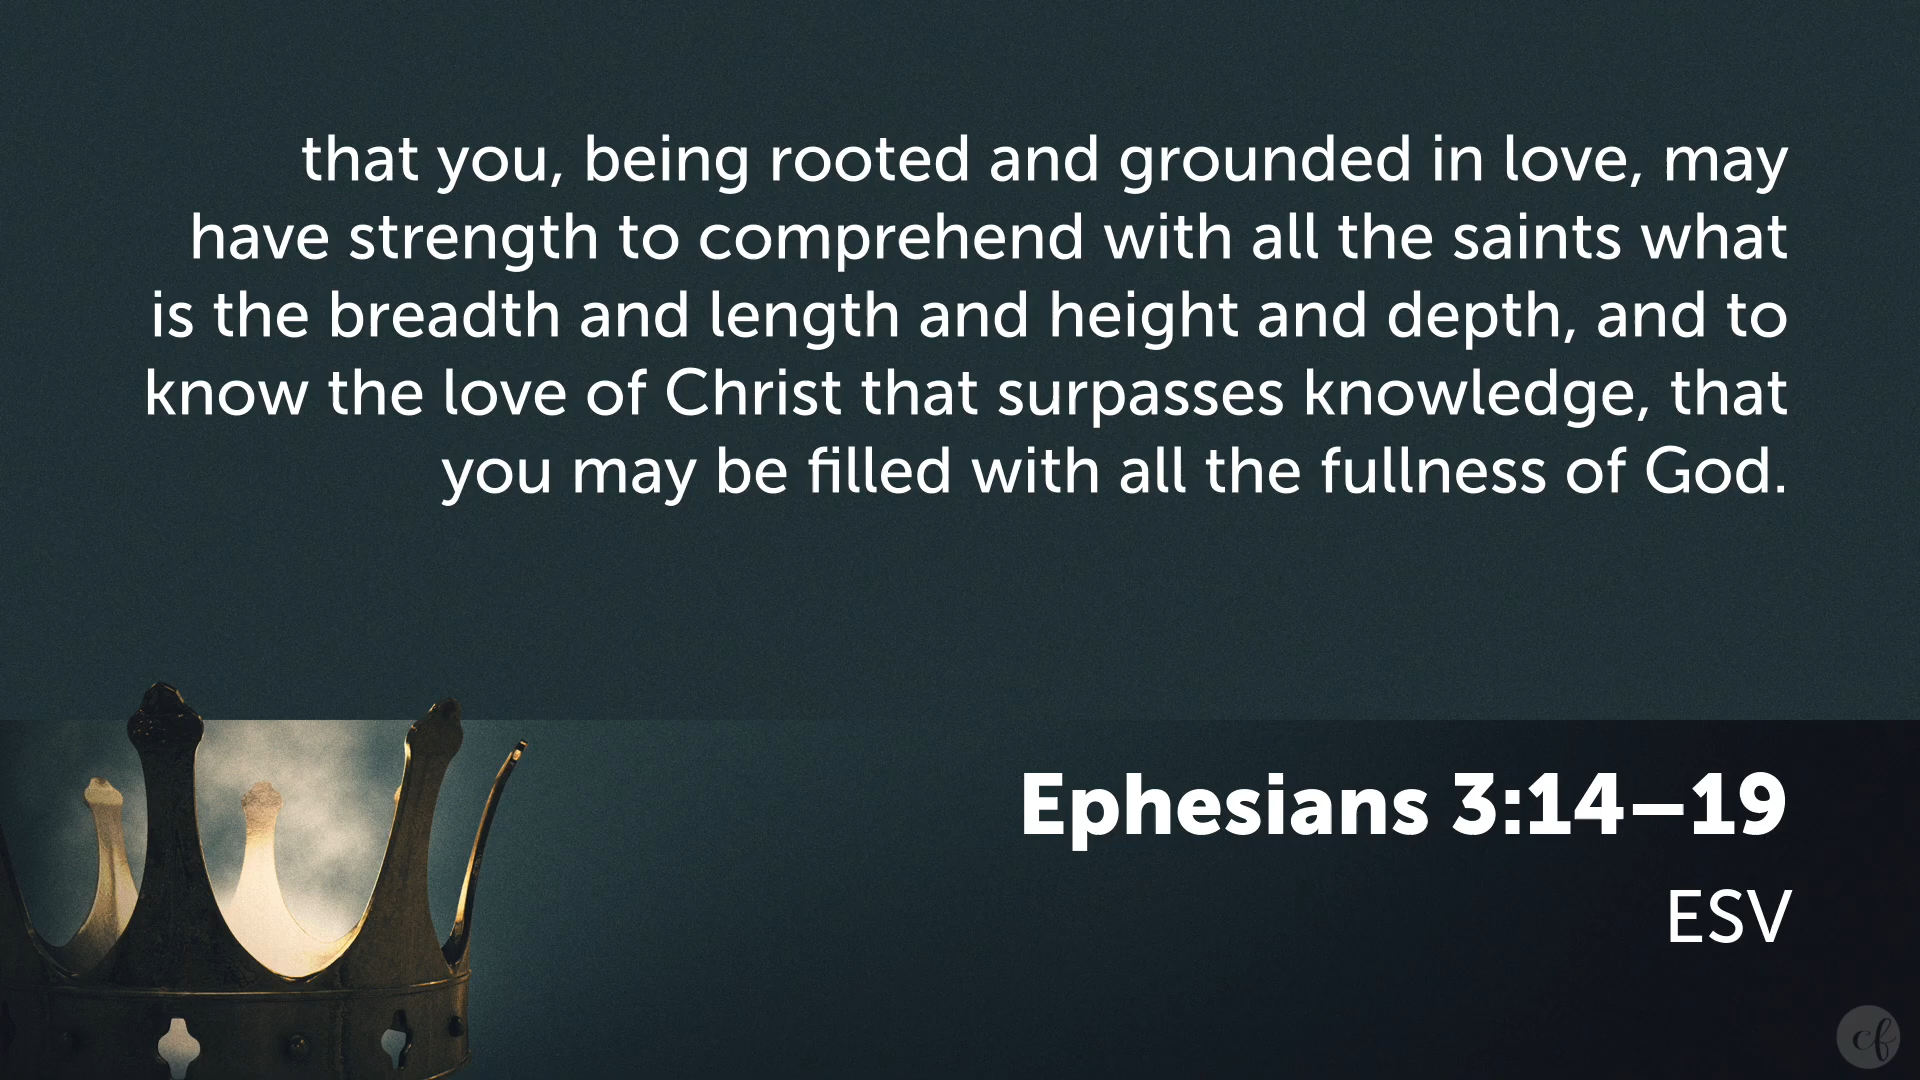 that you, being rooted and grounded in love, may
have strength to comprehend with all the saints what
is the breadth and length and height and depth, and to
know the love of Christ that surpasses knowledge, that
you may be filled with all the fullness of God.
Ephesians 3:14–19
ESV
cf